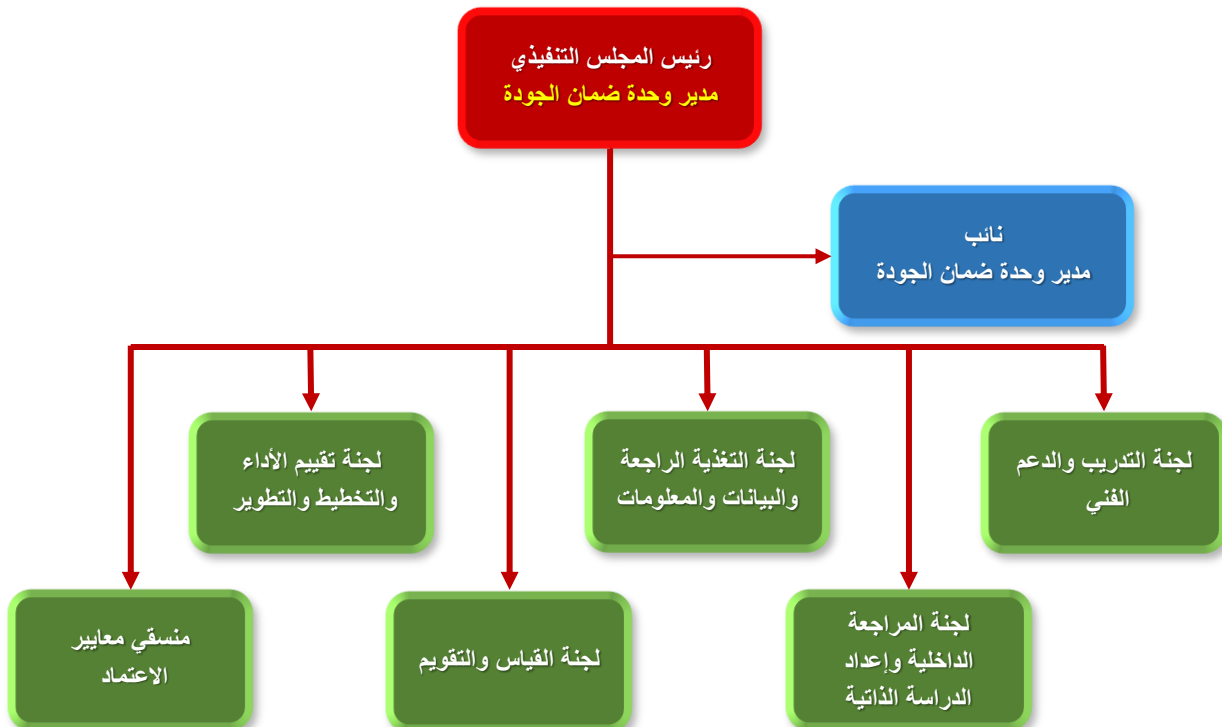 رئيس المجلس التنفيذي
مدير وحدة ضمان الجودة
نائب
مدير وحدة ضمان الجودة
لجنة التدريب والدعم
الفني
لجنة التغذية الراجعة
والبيانات والمعلومات
لجنة تقييم الأداء
والتخطيط والتطوير
لجنة المراجعة
الداخلية وإعداد
الدراسة الذاتية
لجنة القياس والتقويم
منسقي معايير
الاعتماد